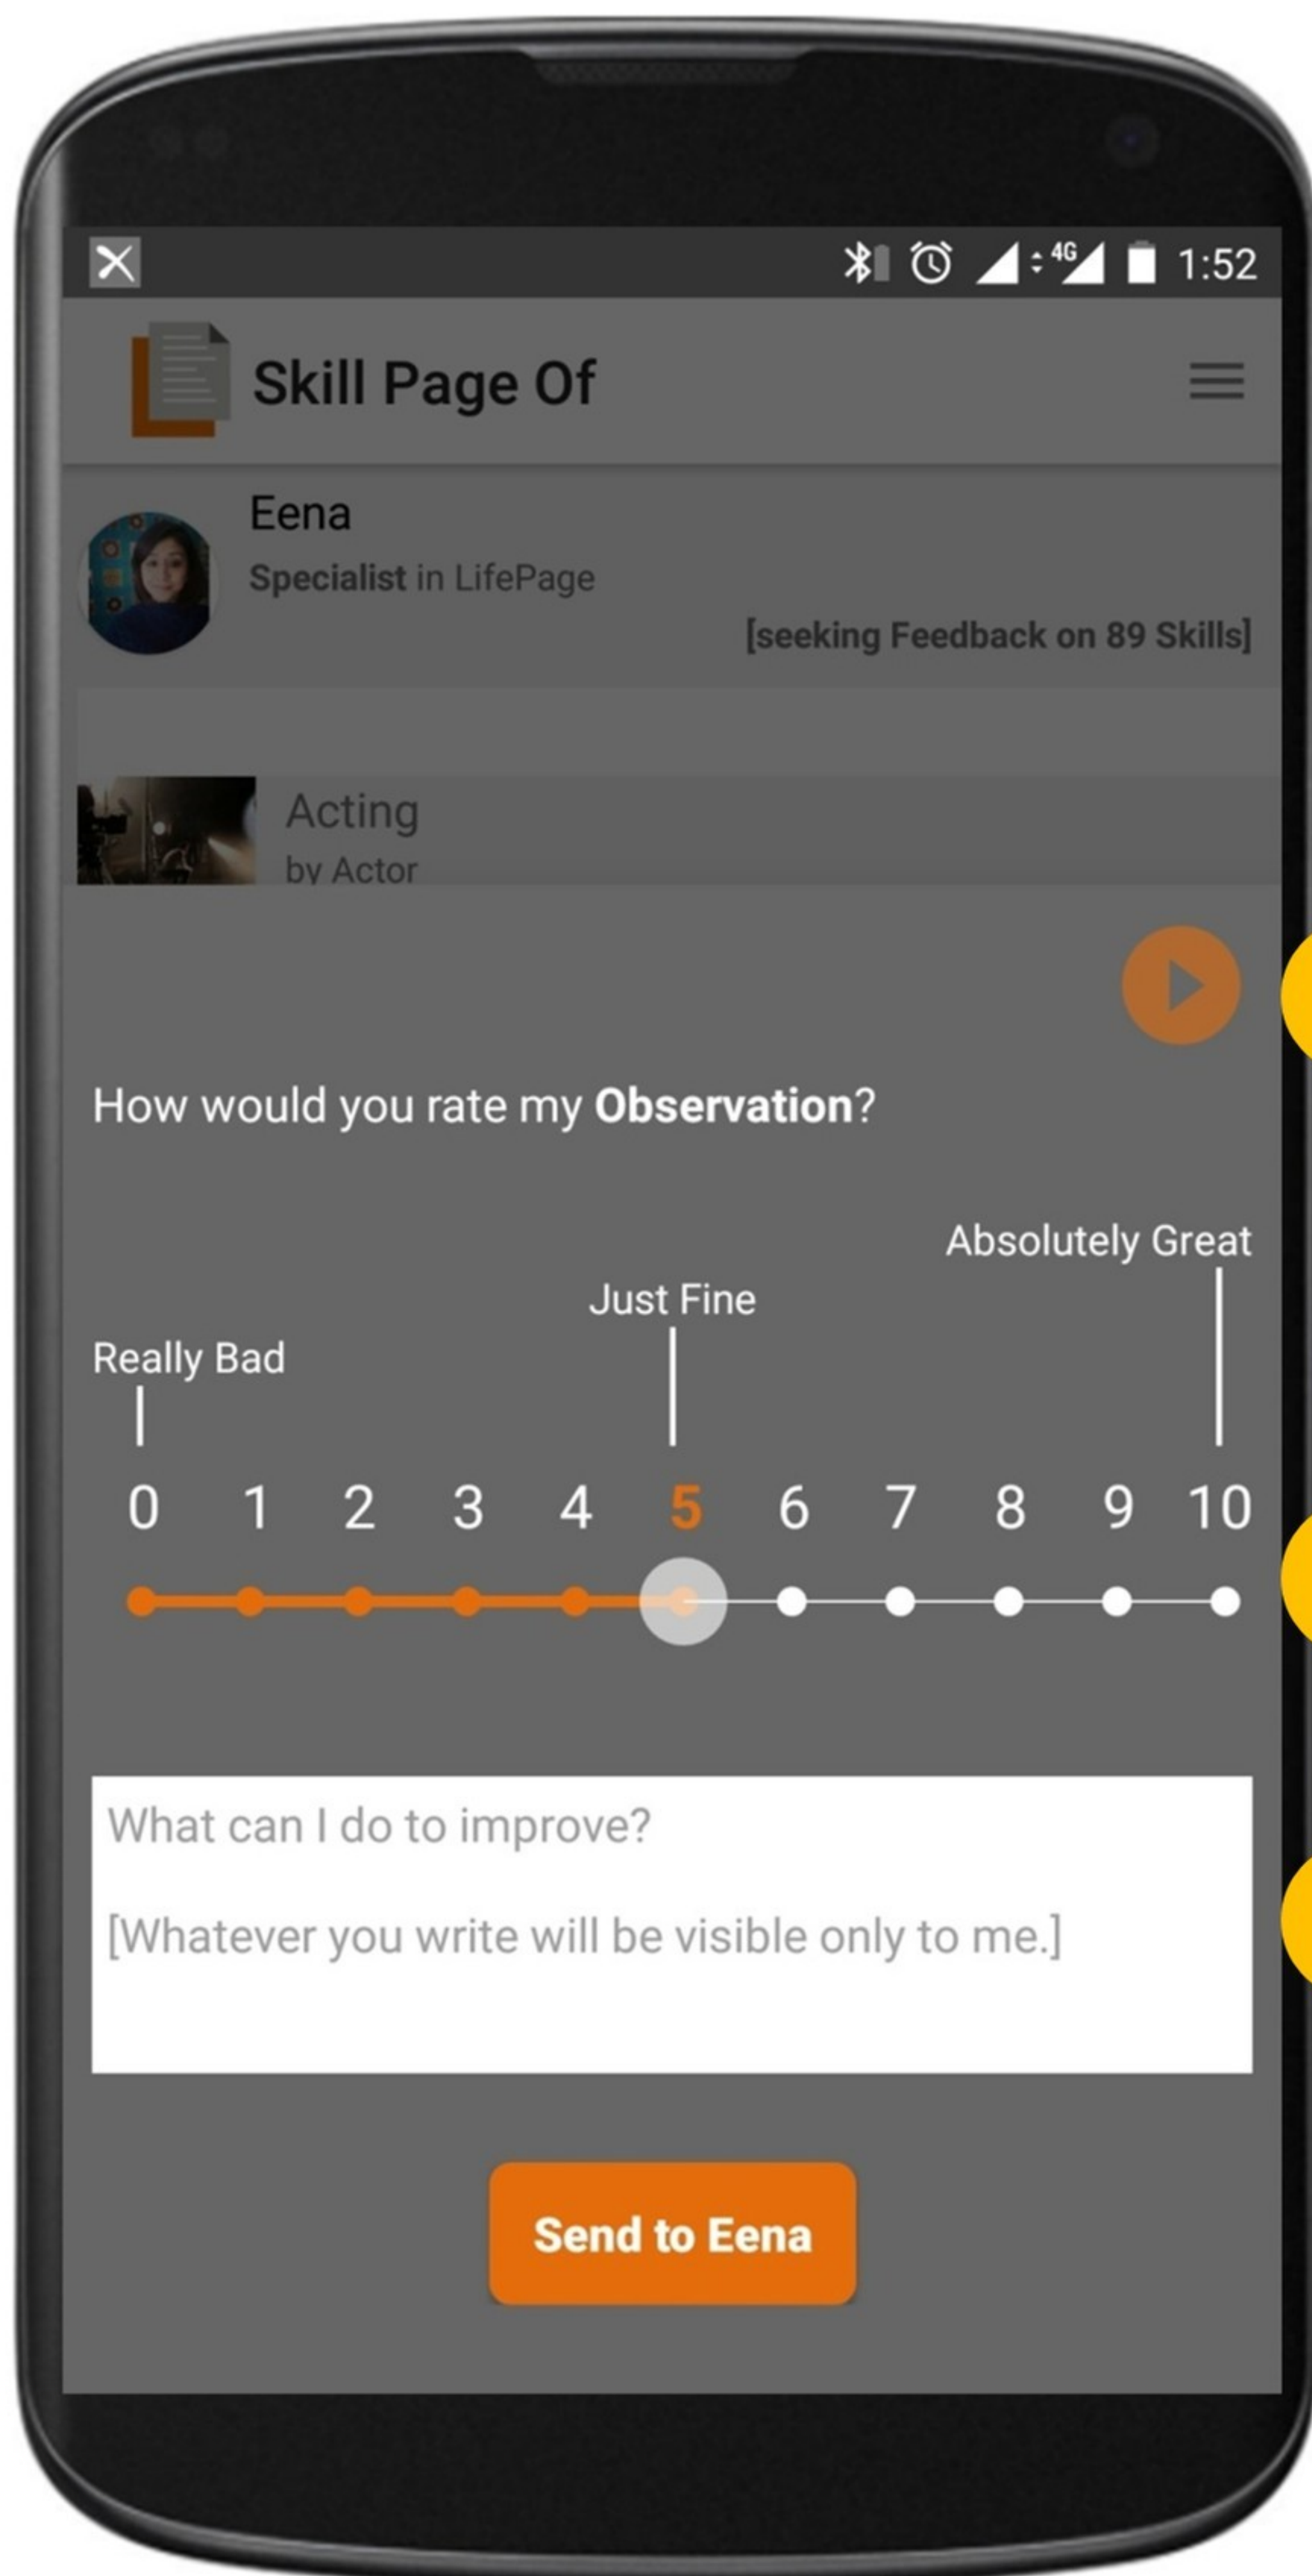 4G 1:52
Skill Page Of
Eena
Specialist in LifePage
[seeking Feedback on 89 Skills]
Acting
by Actor
How would you rate my Observation?
Absolutely Great
Just Fine
Really Bad
0 1 2 3 4 5 6 7 8 9 10
What can I do to improve?
[Whatever you write will be visible only to me.]
Send to Eena